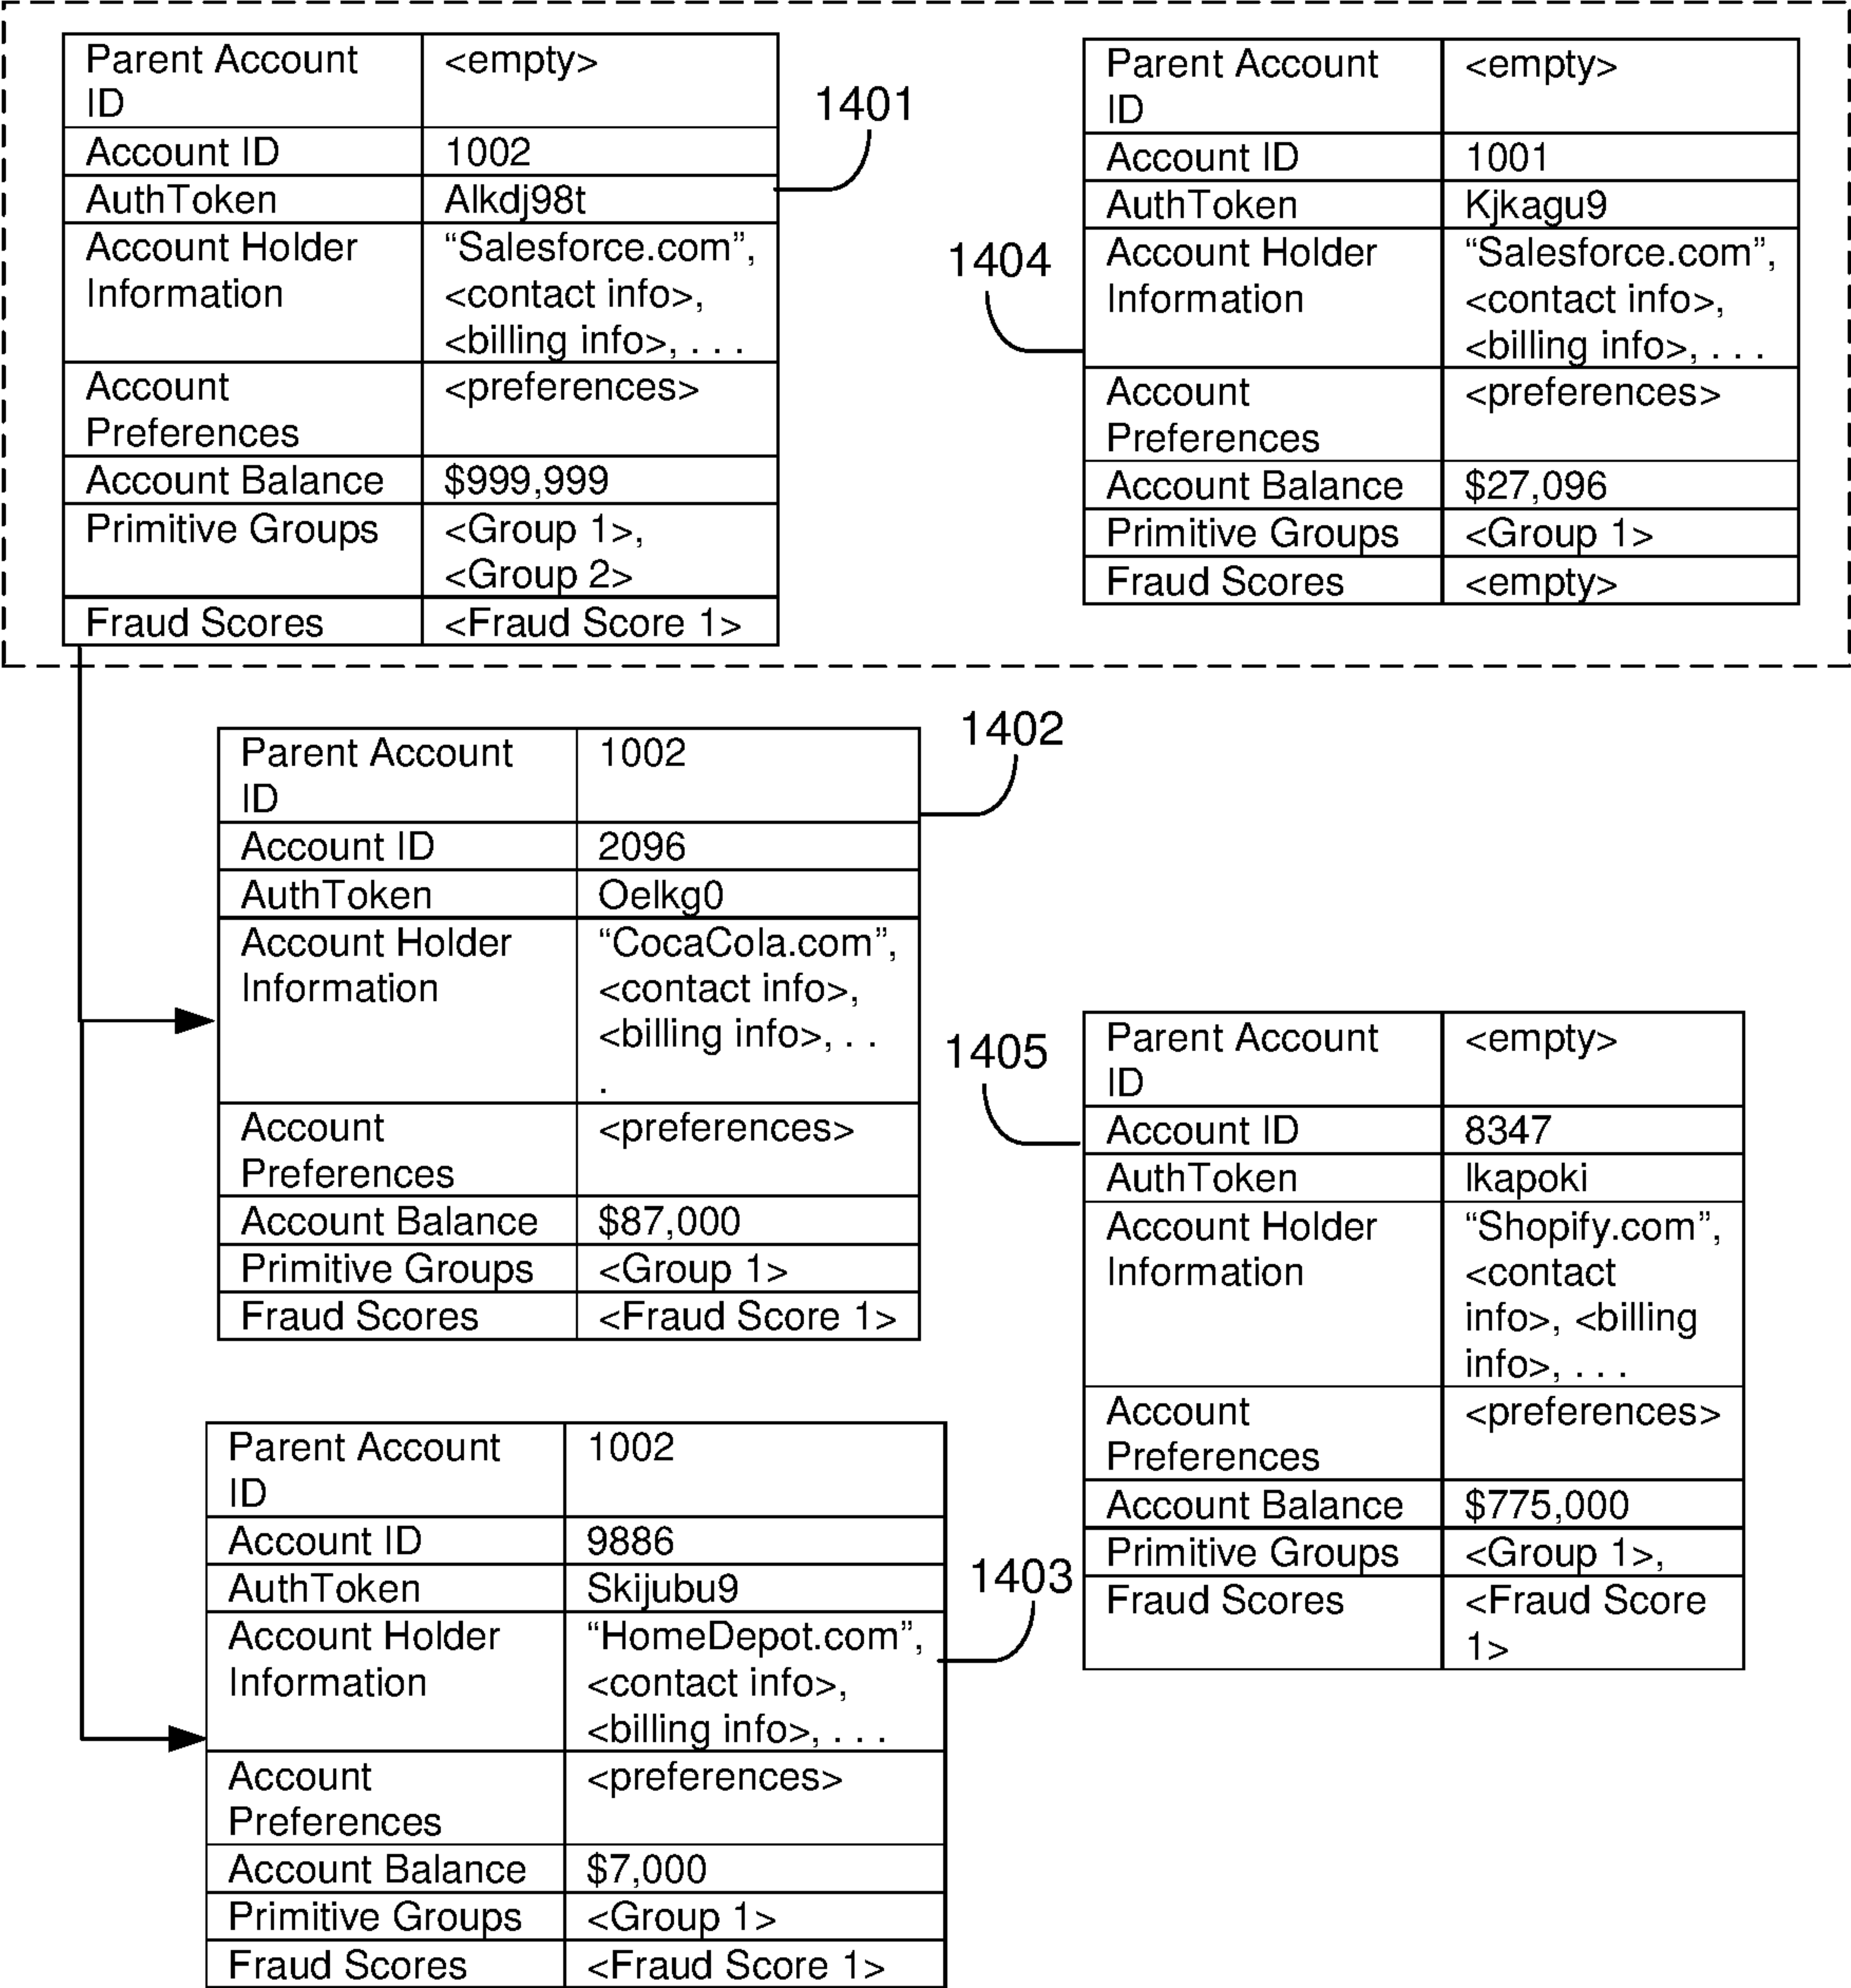 Parent Account <empty>
ID
Account ID 1002
AuthToken Alkdj98t
Account Holder “Salesforce.com”,
Information <contact info>,
<billing info>, . . .
Account <preferences>
Preferences
Account Balance $999,999
Primitive Groups <Group 1>,
<Group 2>
Fraud Scores <Fraud Score 1>
1401
Parent Account <empty>
ID
Account ID 1001
AuthToken Kjkagu9
Account Holder “Salesforce.com”,
Information <contact info>,
<billing info>, . . .
Account <preferences>
Preferences
Account Balance $27,096
Primitive Groups <Group 1>
Fraud Scores <empty>
1404
Parent Account 1002
ID
Account ID 2096
AuthToken Oelkg0
Account Holder “CocaCola.com”,
Information <contact info>,
<billing info>, . .
.
Account <preferences>
Preferences
Account Balance $87,000
Primitive Groups <Group 1>
Fraud Scores <Fraud Score 1>
1402
1405
Parent Account <empty>
ID
Account ID 8347
AuthToken lkapoki
Account Holder “Shopify.com”,
Information <contact
info>, <billing
info>, . . .
Account <preferences>
Preferences
Account Balance $775,000
Primitive Groups <Group 1>,
Fraud Scores <Fraud Score
1>
Parent Account 1002
ID
Account ID 9886
AuthToken Skijubu9
Account Holder “HomeDepot.com”,
Information <contact info>,
<billing info>, . . .
Account <preferences>
Preferences
Account Balance $7,000
Primitive Groups <Group 1>
Fraud Scores <Fraud Score 1>
1403